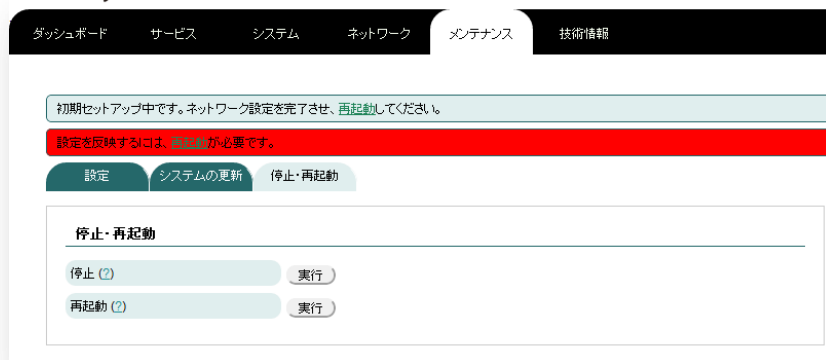 ダッシュボード サービス システム ネットワーク メンテナンス 技術情報
初期セットアップ中です。ネットワーク設定を完了させ、再起動してください。
設定を反映するには、再起動が必要です。
設定 システムの更新 停止・再起動
停止・再起動
停止 (?) 実行
再起動 (?) 実行